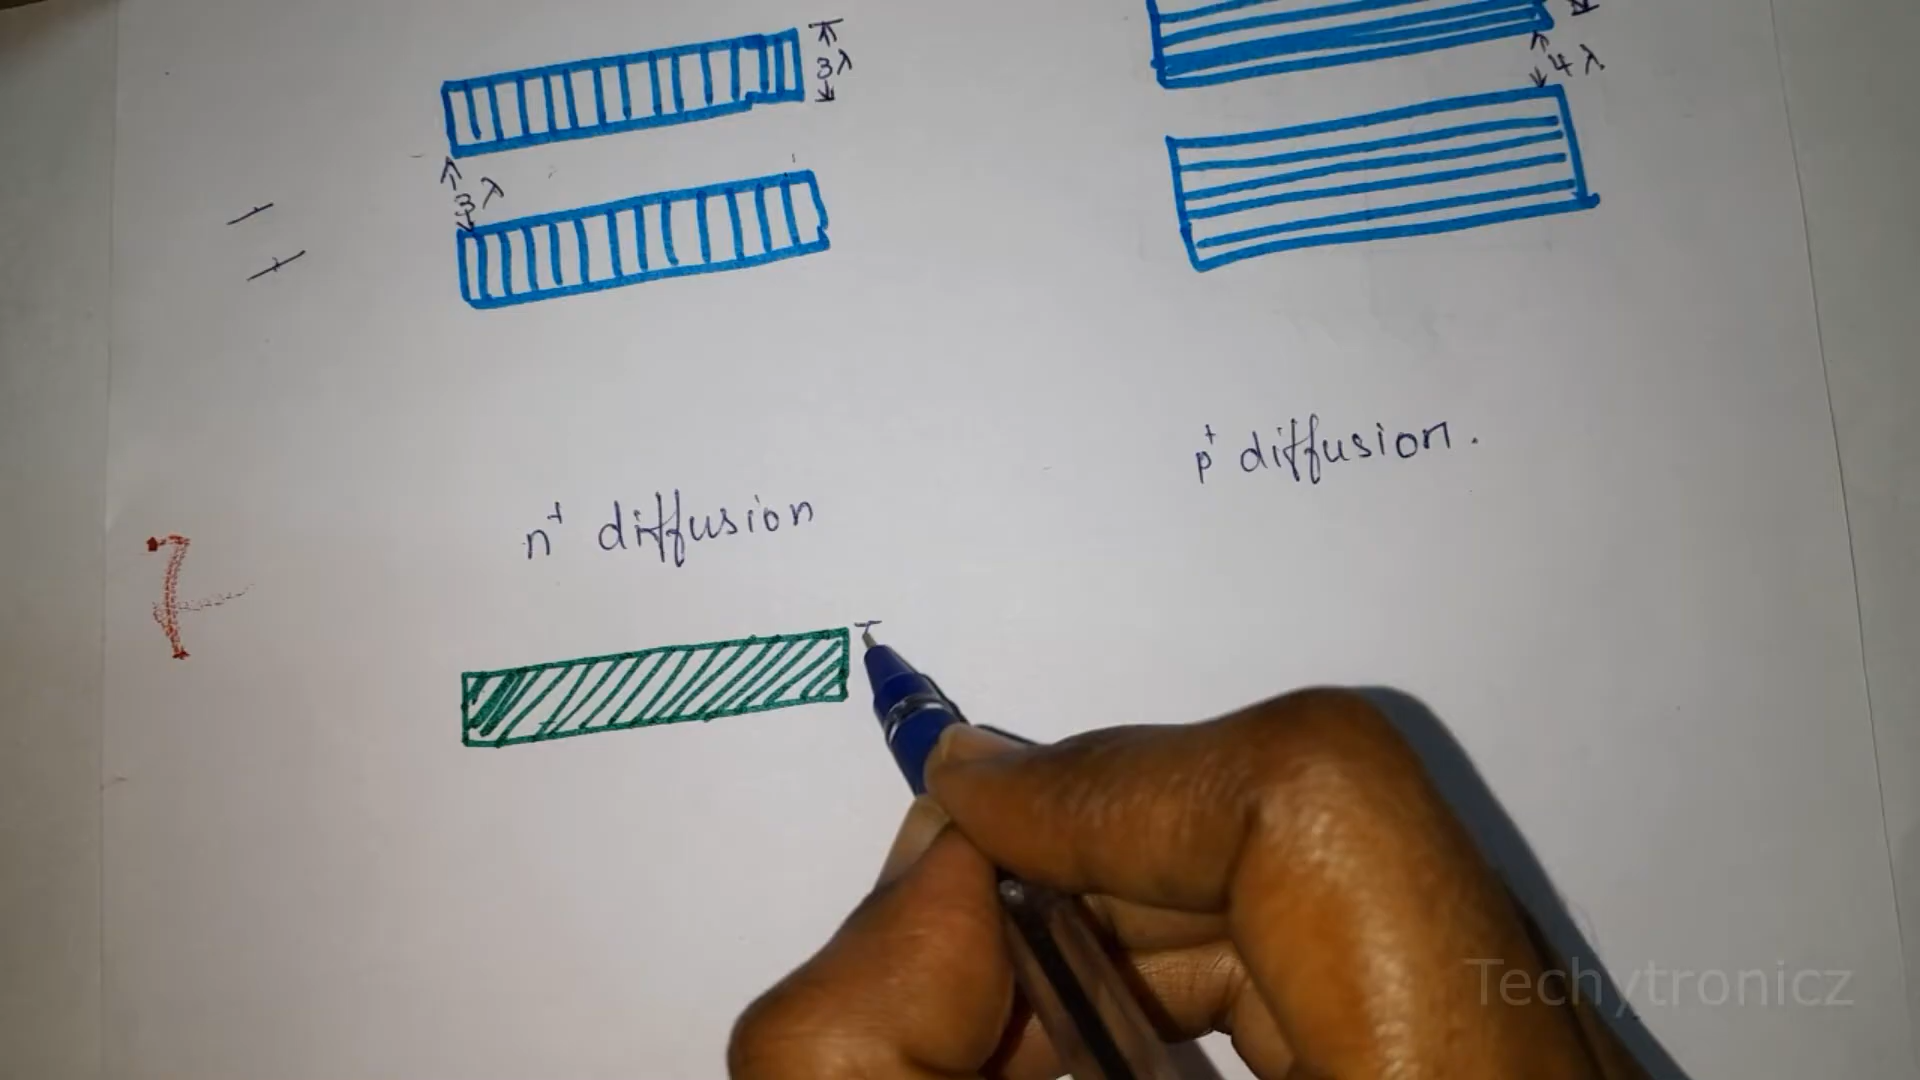 3λ
4λ
3λ
p⁺ diffusion.
n⁺ diffusion
Techytronicz